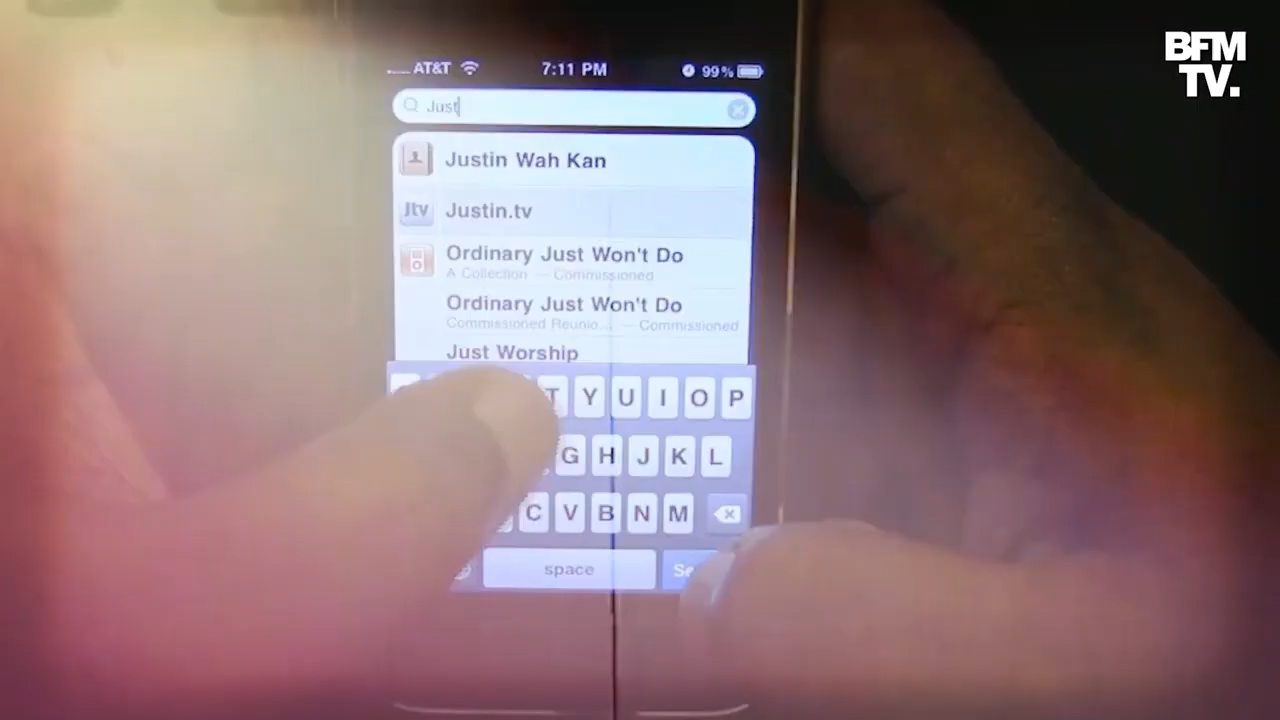 BFM
TV.
AT&T 7:11 PM 99%
Just
Justin Wah Kan
Jtv Justin.tv
Ordinary Just Won't Do
A Collection — Commissioned
Ordinary Just Won't Do
Commissioned Reunio... — Commissioned
Just Worship
T Y U I O P
G H J K L
C V B N M
space